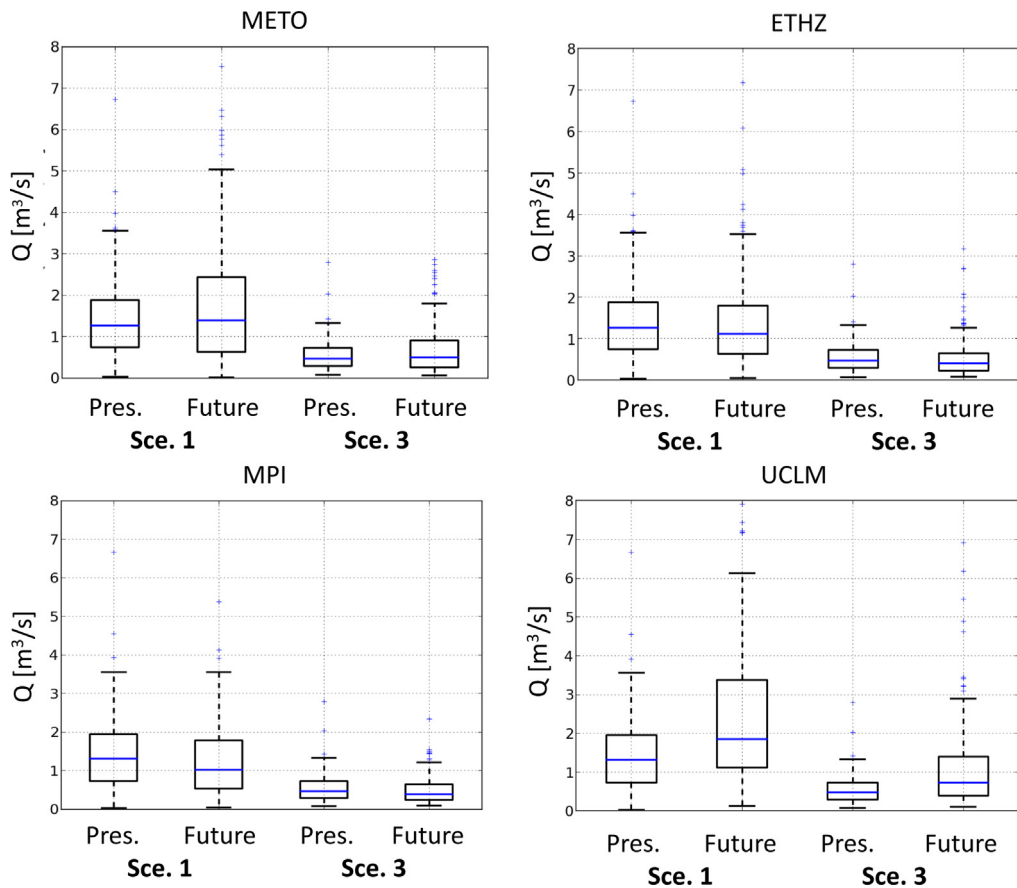 METO
8
7
6
5
4
3
2
1
0
Q [m³/s]
Pres. Future Pres. Future
Sce. 1 Sce. 3
ETHZ
8
7
6
5
4
3
2
1
0
Q [m³/s]
Pres. Future Pres. Future
Sce. 1 Sce. 3
MPI
8
7
6
5
4
3
2
1
0
Q [m³/s]
Pres. Future Pres. Future
Sce. 1 Sce. 3
UCLM
8
7
6
5
4
3
2
1
0
Q [m³/s]
Pres. Future Pres. Future
Sce. 1 Sce. 3